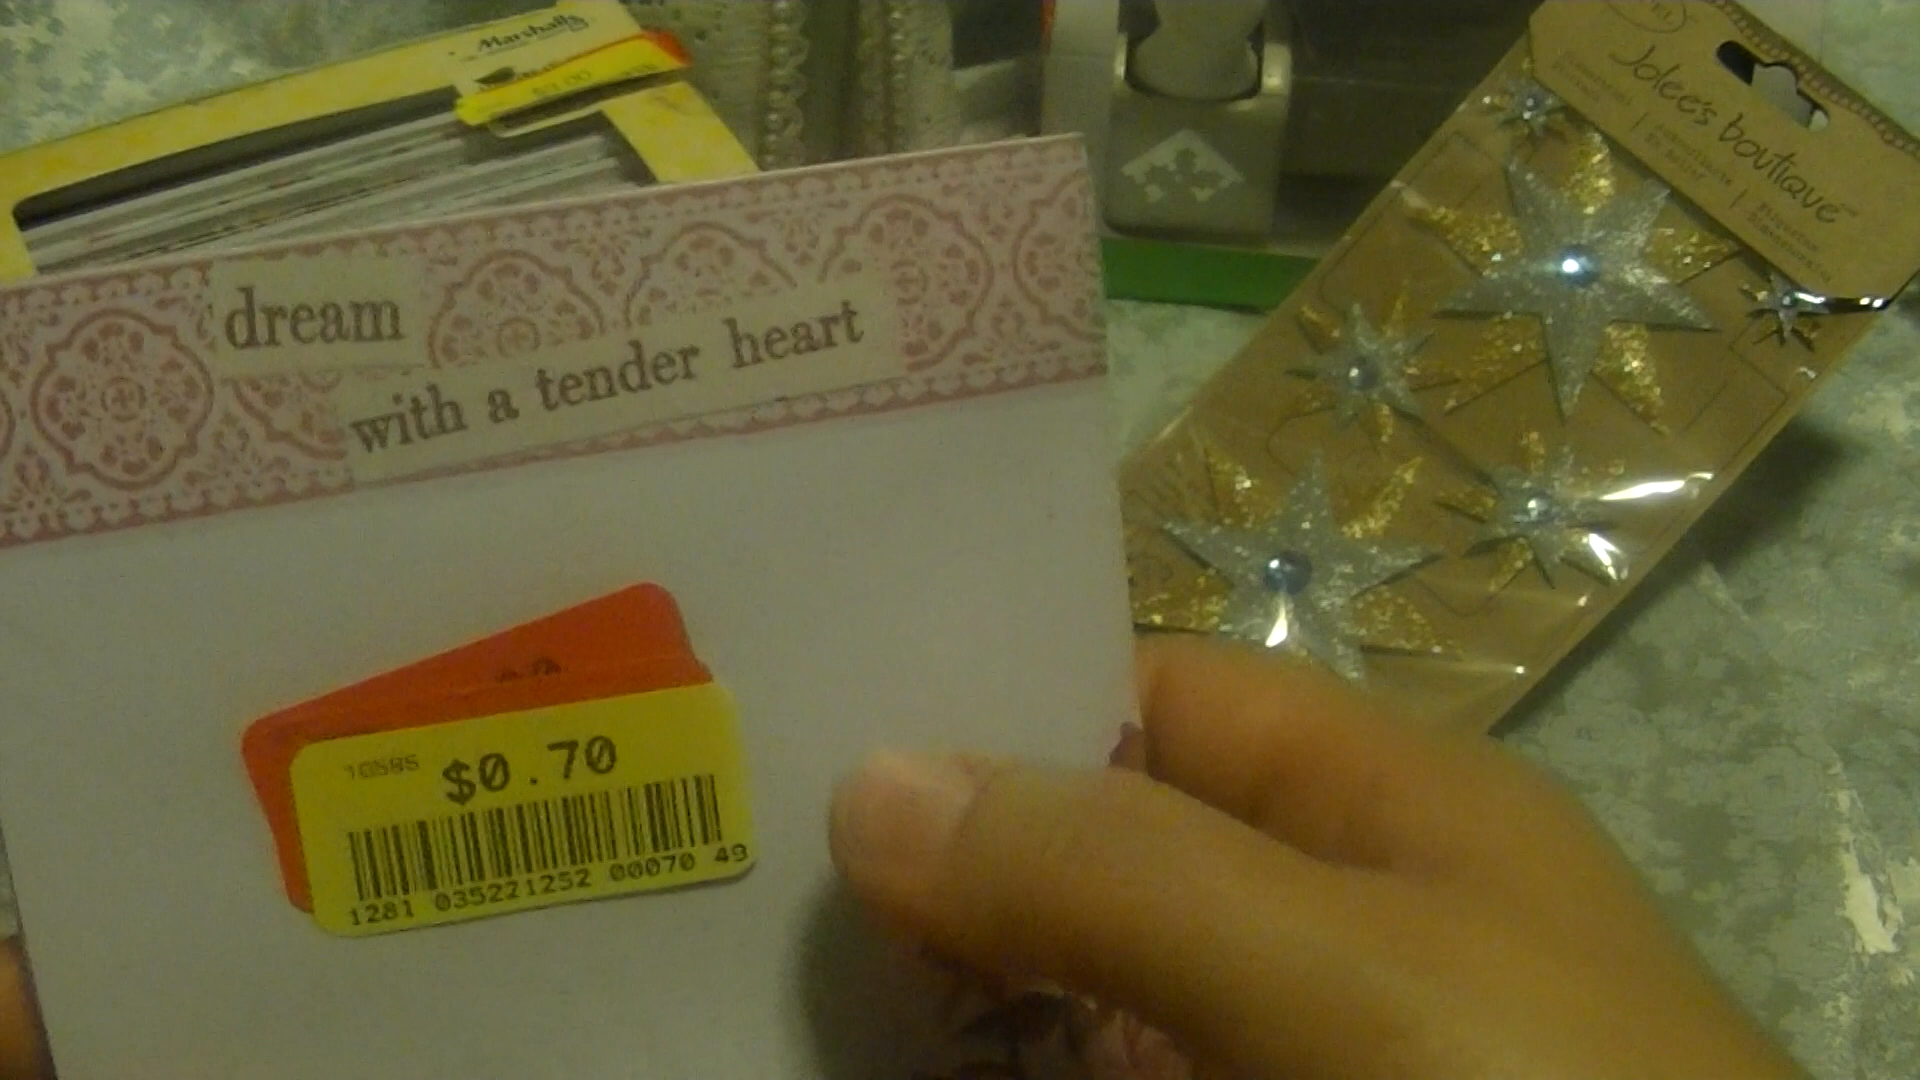 Marshalls
Jolee's boutique
dream
with a tender heart
10585
$0.70
1281 035221252 00070 49